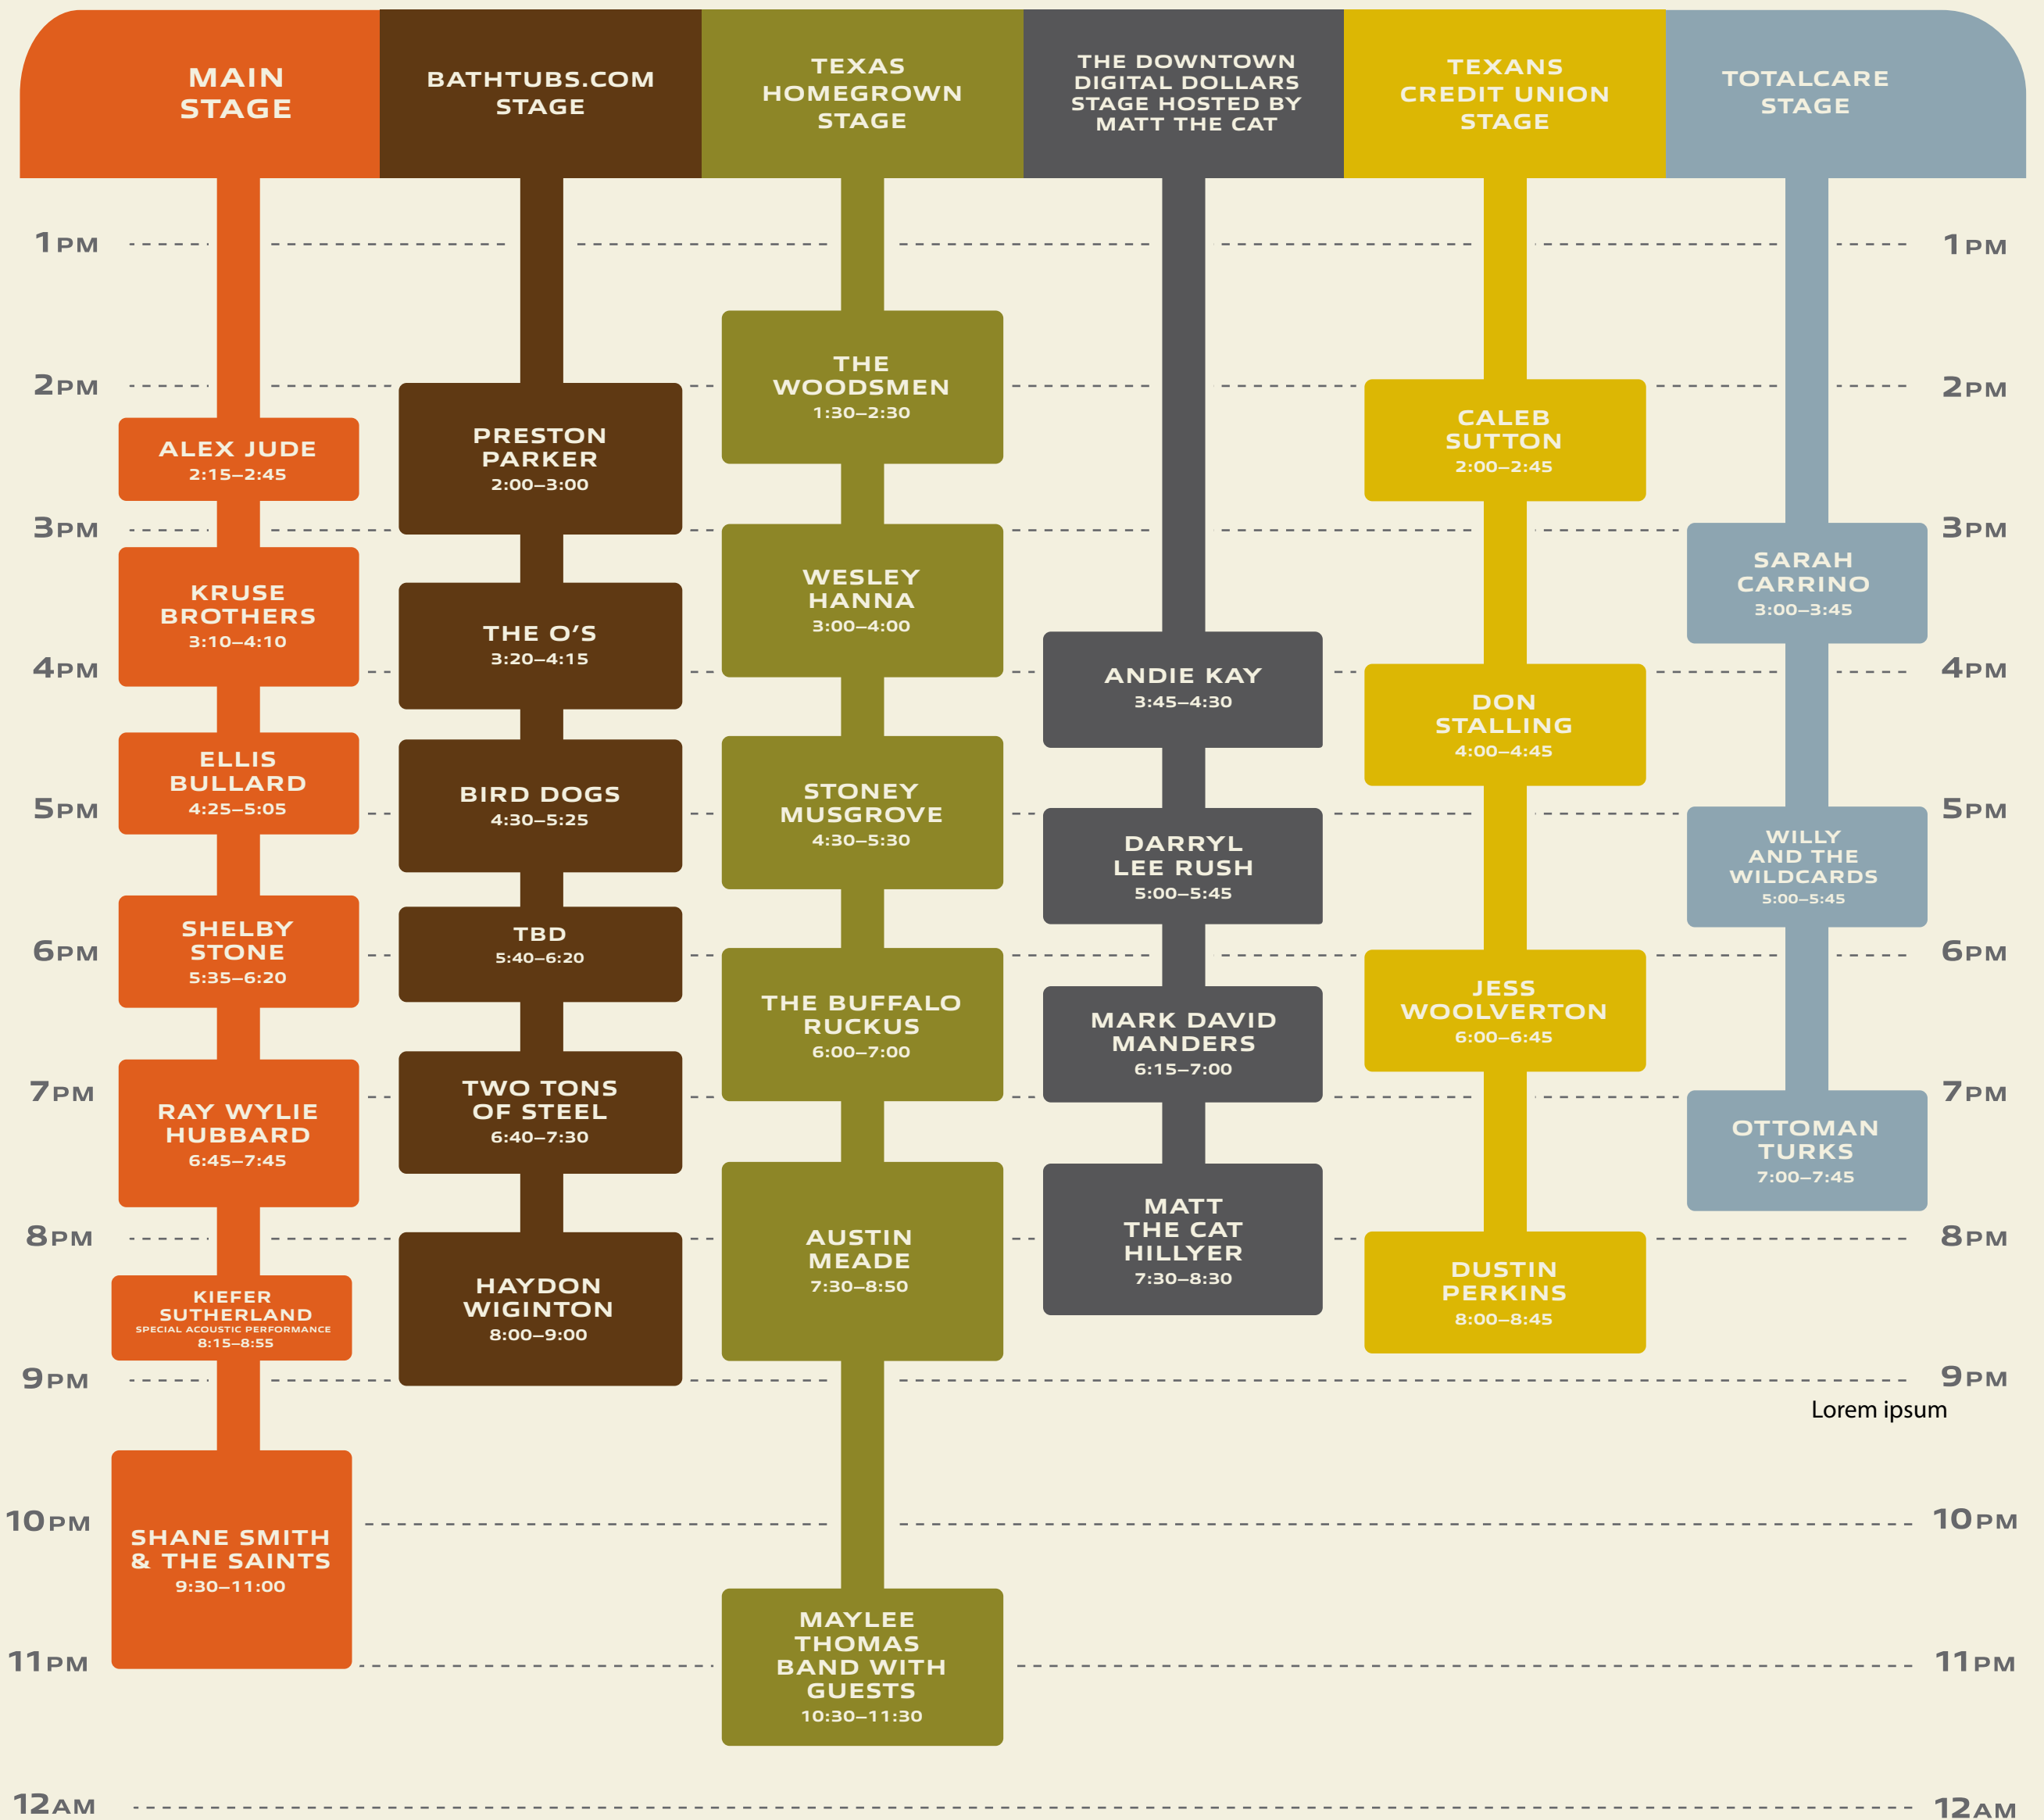 MAIN
STAGE
BATHTUBS.COM
STAGE
TEXAS
HOMEGROWN
STAGE
THE DOWNTOWN
DIGITAL DOLLARS
STAGE HOSTED BY
MATT THE CAT
TEXANS
CREDIT UNION
STAGE
TOTALCARE
STAGE
1PM
2PM
3PM
4PM
5PM
6PM
7PM
8PM
9PM
10PM
11PM
12AM
ALEX JUDE
2:15–2:45
KRUSE
BROTHERS
3:10–4:10
ELLIS
BULLARD
4:25–5:05
SHELBY
STONE
5:35–6:20
RAY WYLIE
HUBBARD
6:45–7:45
KIEFER
SUTHERLAND
SPECIAL ACOUSTIC PERFORMANCE
8:15–8:55
SHANE SMITH
& THE SAINTS
9:30–11:00
PRESTON
PARKER
2:00–3:00
THE O’S
3:20–4:15
BIRD DOGS
4:30–5:25
TBD
5:40–6:20
TWO TONS
OF STEEL
6:40–7:30
HAYDON
WIGINTON
8:00–9:00
THE
WOODSMEN
1:30–2:30
WESLEY
HANNA
3:00–4:00
STONEY
MUSGROVE
4:30–5:30
THE BUFFALO
RUCKUS
6:00–7:00
AUSTIN
MEADE
7:30–8:50
MAYLEE
THOMAS
BAND WITH
GUESTS
10:30–11:30
ANDIE KAY
3:45–4:30
DARRYL
LEE RUSH
5:00–5:45
MARK DAVID
MANDERS
6:15–7:00
MATT
THE CAT
HILLYER
7:30–8:30
CALEB
SUTTON
2:00–2:45
DON
STALLING
4:00–4:45
JESS
WOOLVERTON
6:00–6:45
DUSTIN
PERKINS
8:00–8:45
SARAH
CARRINO
3:00–3:45
WILLY
AND THE
WILDCARDS
5:00–5:45
OTTOMAN
TURKS
7:00–7:45
1PM
2PM
3PM
4PM
5PM
6PM
7PM
8PM
9PM
Lorem ipsum
10PM
11PM
12AM